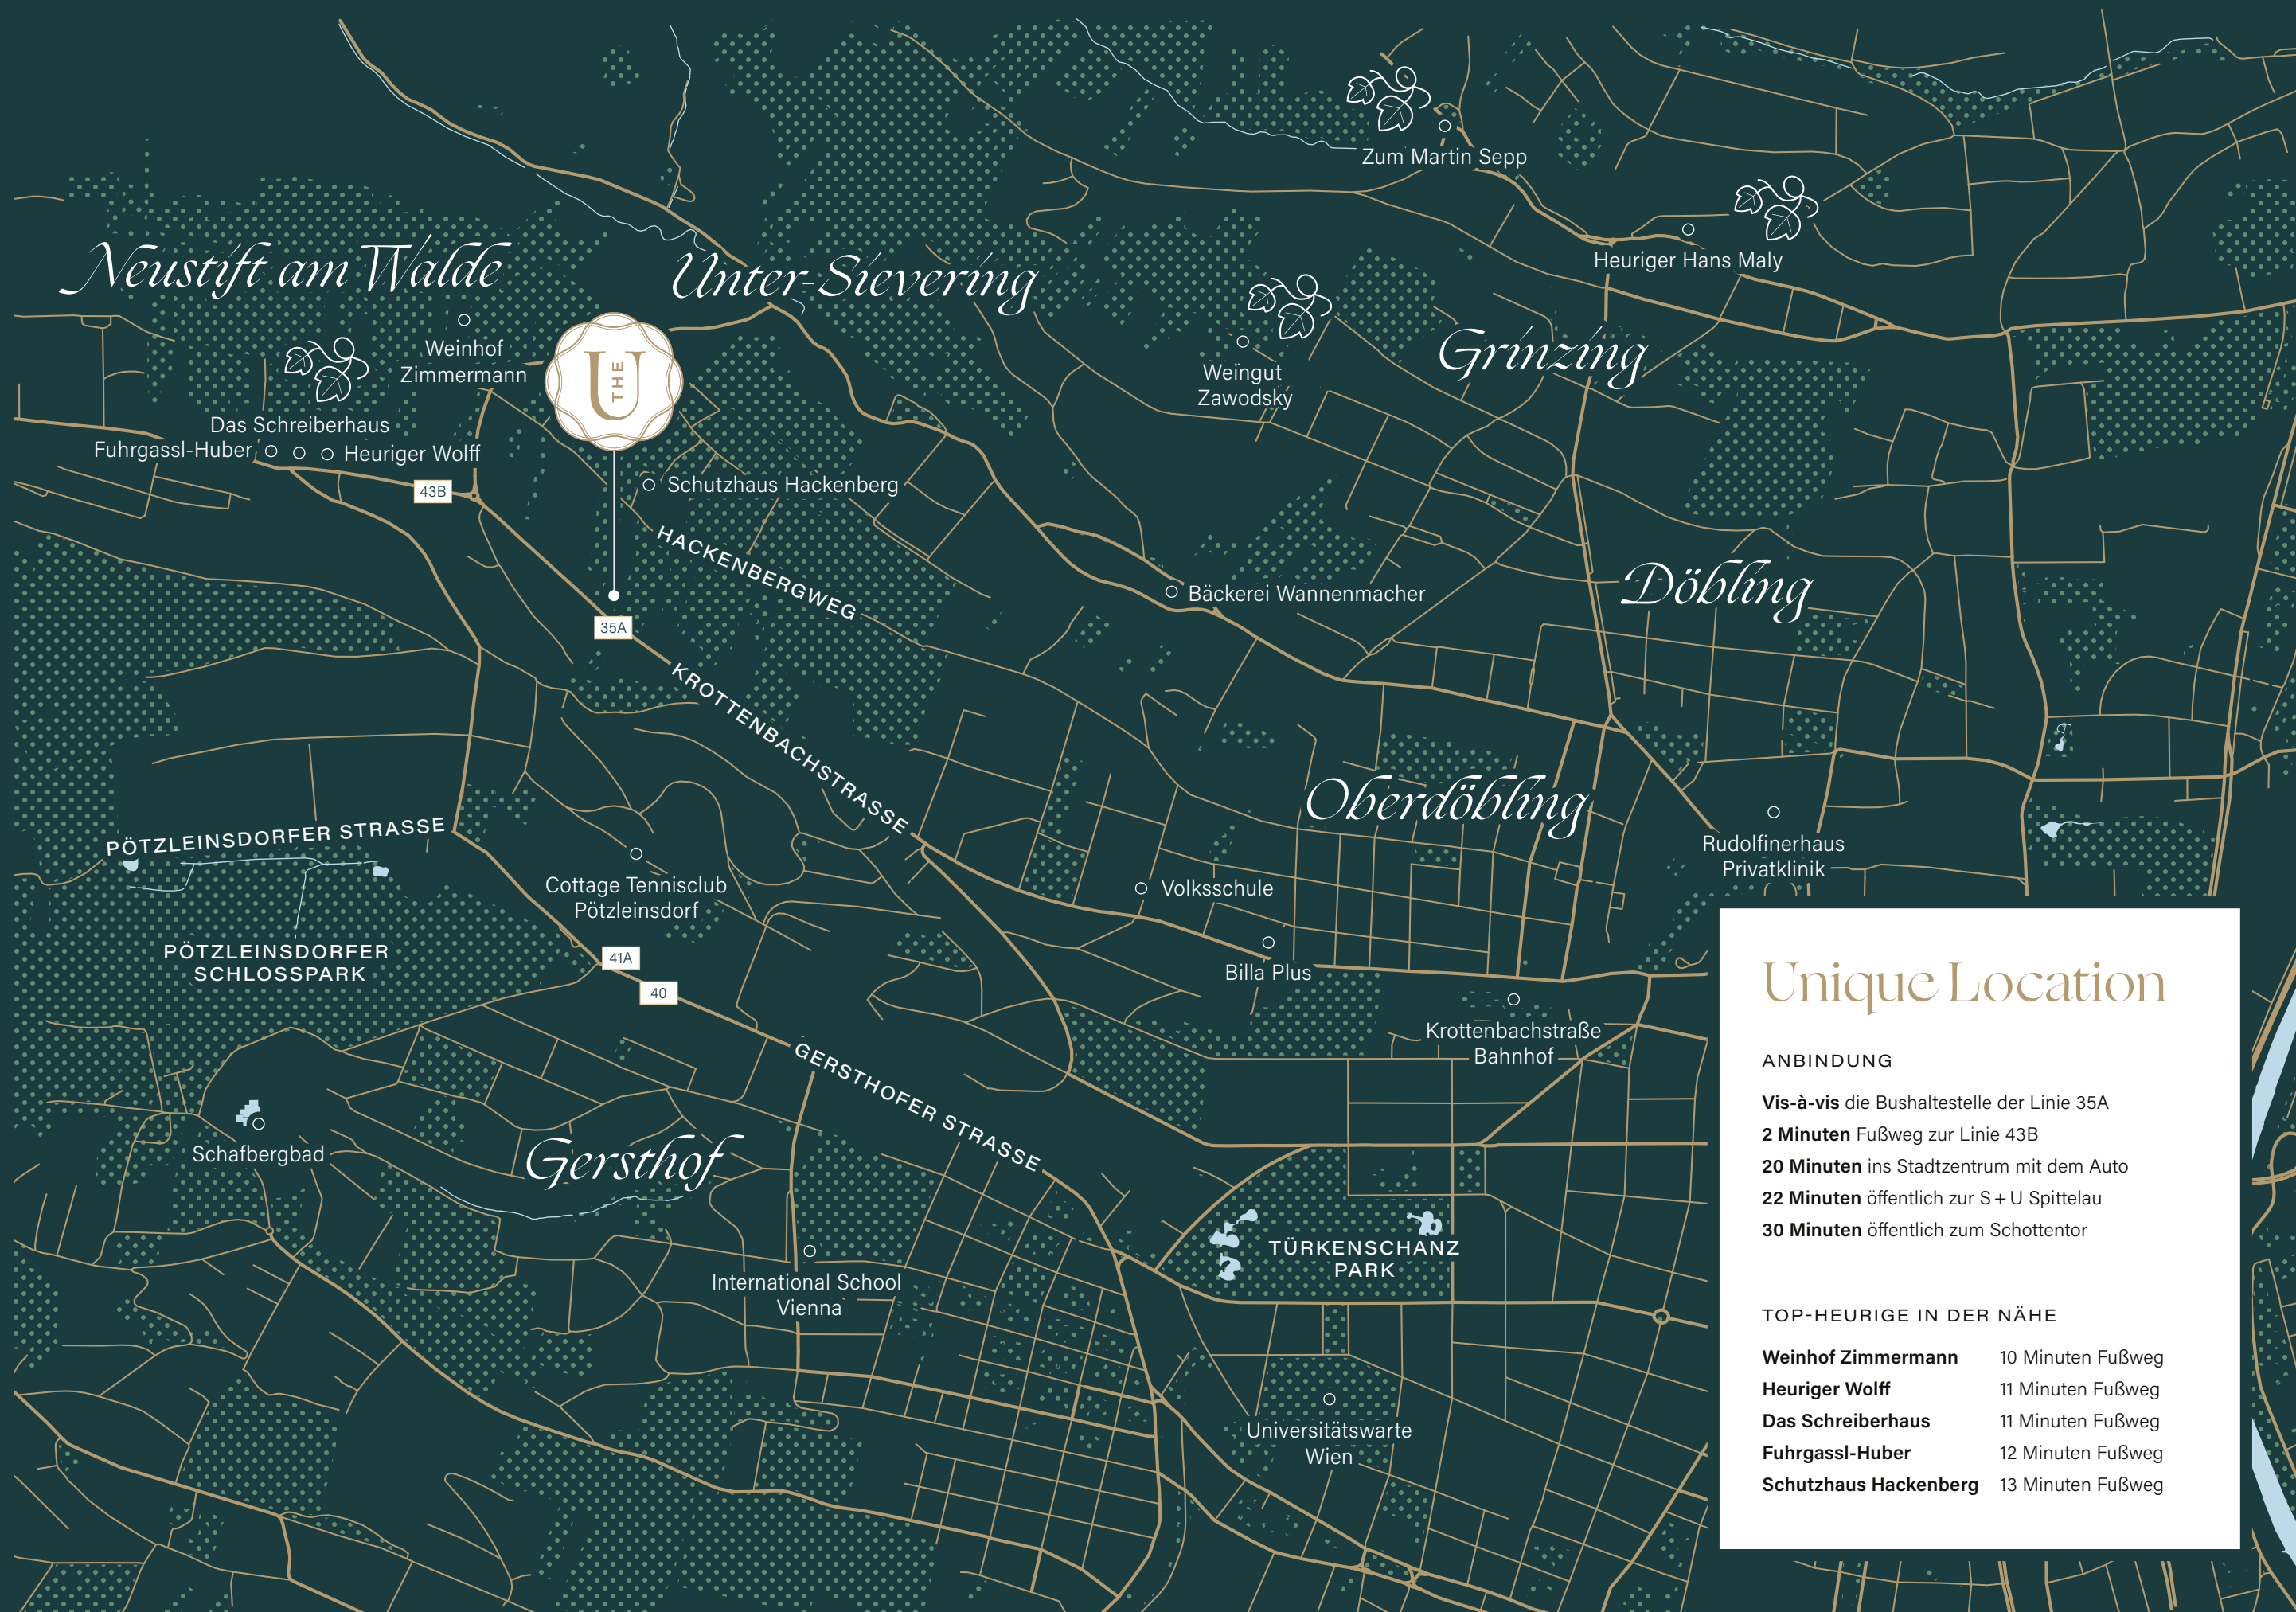 Zum Martin Sepp
Heuriger Hans Maly
Neustift am Walde
Unter-Sievering
Weinhof
Zimmermann
THE U
Weingut
Zawodsky
Grinzing
Das Schreiberhaus
Fuhrgassl-Huber
Heuriger Wolff
43B
Schutzhaus Hackenberg
HACKENBERGWEG
Bäckerei Wannenmacher
Döbling
35A
KROTTENBACHSTRASSE
Oberdöbling
PÖTZLEINSDORFER STRASSE
Rudolfinerhaus
Privatklinik
Cottage Tennisclub
Pötzleinsdorf
Volksschule
PÖTZLEINSDORFER
SCHLOSSPARK
41A
40
Billa Plus
Krottenbachstraße
Bahnhof
GERSTHOFER STRASSE
Schafbergbad
Gersthof
TÜRKENSCHANZ
PARK
International School
Vienna
Universitätswarte
Wien
Unique Location
ANBINDUNG
Vis-à-vis die Bushaltestelle der Linie 35A
2 Minuten Fußweg zur Linie 43B
20 Minuten ins Stadtzentrum mit dem Auto
22 Minuten öffentlich zur S+U Spittelau
30 Minuten öffentlich zum Schottentor
TOP-HEURIGE IN DER NÄHE
Weinhof Zimmermann 10 Minuten Fußweg
Heuriger Wolff 11 Minuten Fußweg
Das Schreiberhaus 11 Minuten Fußweg
Fuhrgassl-Huber 12 Minuten Fußweg
Schutzhaus Hackenberg 13 Minuten Fußweg